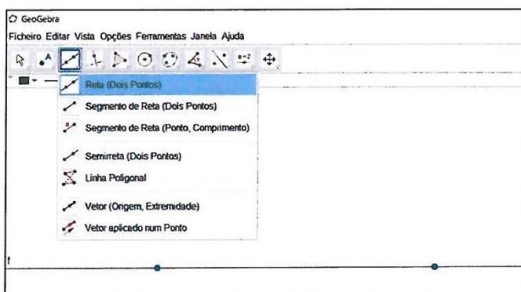 GeoGebra
Ficheiro Editar Vista Opções Ferramentas Janela Ajuda
A
a=2
Reta (Dois Pontos)
Segmento de Reta (Dois Pontos)
Segmento de Reta (Ponto, Comprimento)
Semirreta (Dois Pontos)
Linha Poligonal
Vetor (Origem, Extremidade)
Vetor aplicado num Ponto
f